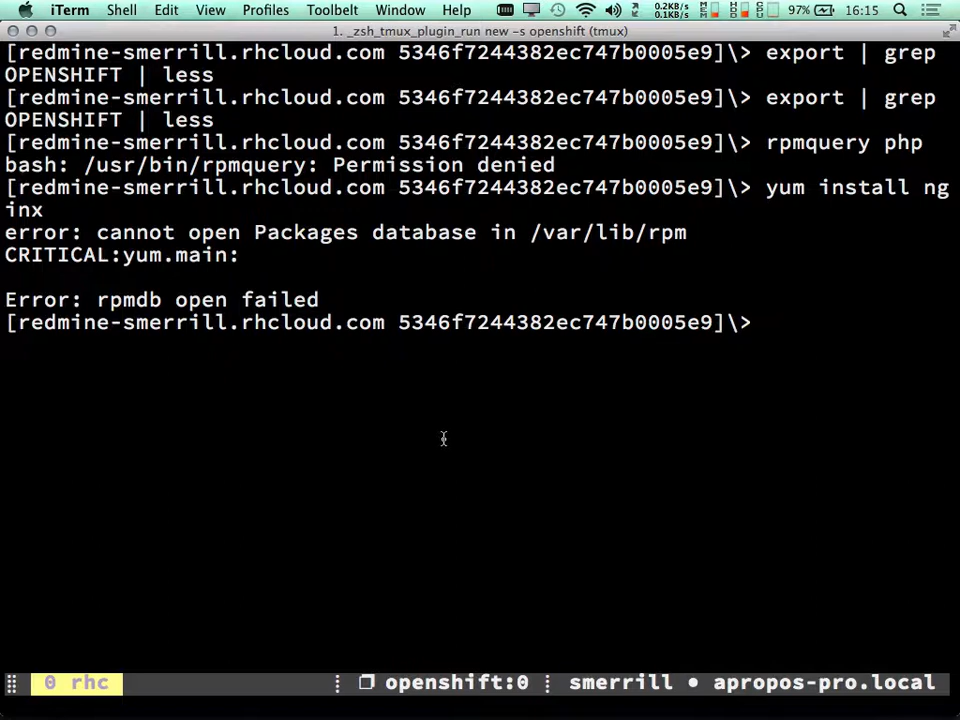 iTerm Shell Edit View Profiles Toolbelt Window Help 0.2KB/s 0.1KB/s 97% 16:15
1. _zsh_tmux_plugin_run new -s openshift (tmux)
[redmine-smerrill.rhcloud.com 5346f7244382ec747b0005e9]\> export | grep
OPENSHIFT | less
[redmine-smerrill.rhcloud.com 5346f7244382ec747b0005e9]\> export | grep
OPENSHIFT | less
[redmine-smerrill.rhcloud.com 5346f7244382ec747b0005e9]\> rpmquery php
bash: /usr/bin/rpmquery: Permission denied
[redmine-smerrill.rhcloud.com 5346f7244382ec747b0005e9]\> yum install ng
inx
error: cannot open Packages database in /var/lib/rpm
CRITICAL:yum.main:
Error: rpmdb open failed
[redmine-smerrill.rhcloud.com 5346f7244382ec747b0005e9]\>
0 rhc openshift:0 smerrill • apropos-pro.local